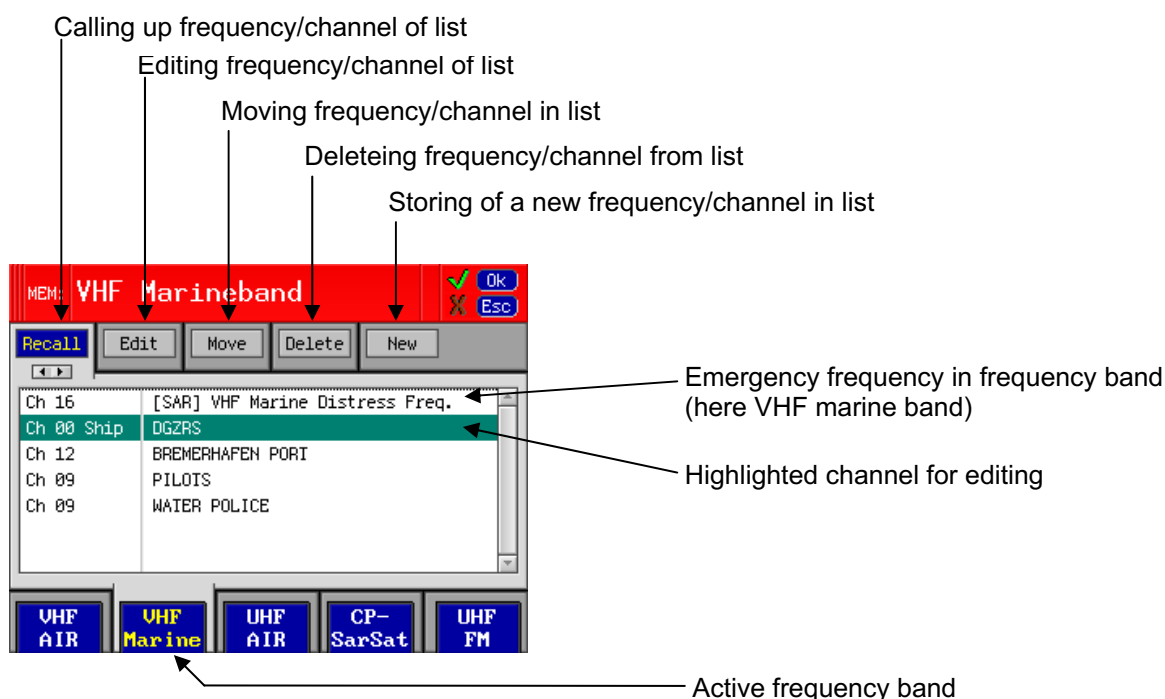 Calling up frequency/channel of list
Editing frequency/channel of list
Moving frequency/channel in list
Deleteing frequency/channel from list
Storing of a new frequency/channel in list
MEM: VHF Marineband
Ok
Esc
Recall Edit Move Delete New
Ch 16 [SAR] VHF Marine Distress Freq.
Ch 00 Ship DGZRS
Ch 12 BREMERHAFEN PORT
Ch 09 PILOTS
Ch 09 WATER POLICE
Emergency frequency in frequency band
(here VHF marine band)
Highlighted channel for editing
VHF AIR
VHF Marine
UHF AIR
CP-SarSat
UHF FM
Active frequency band